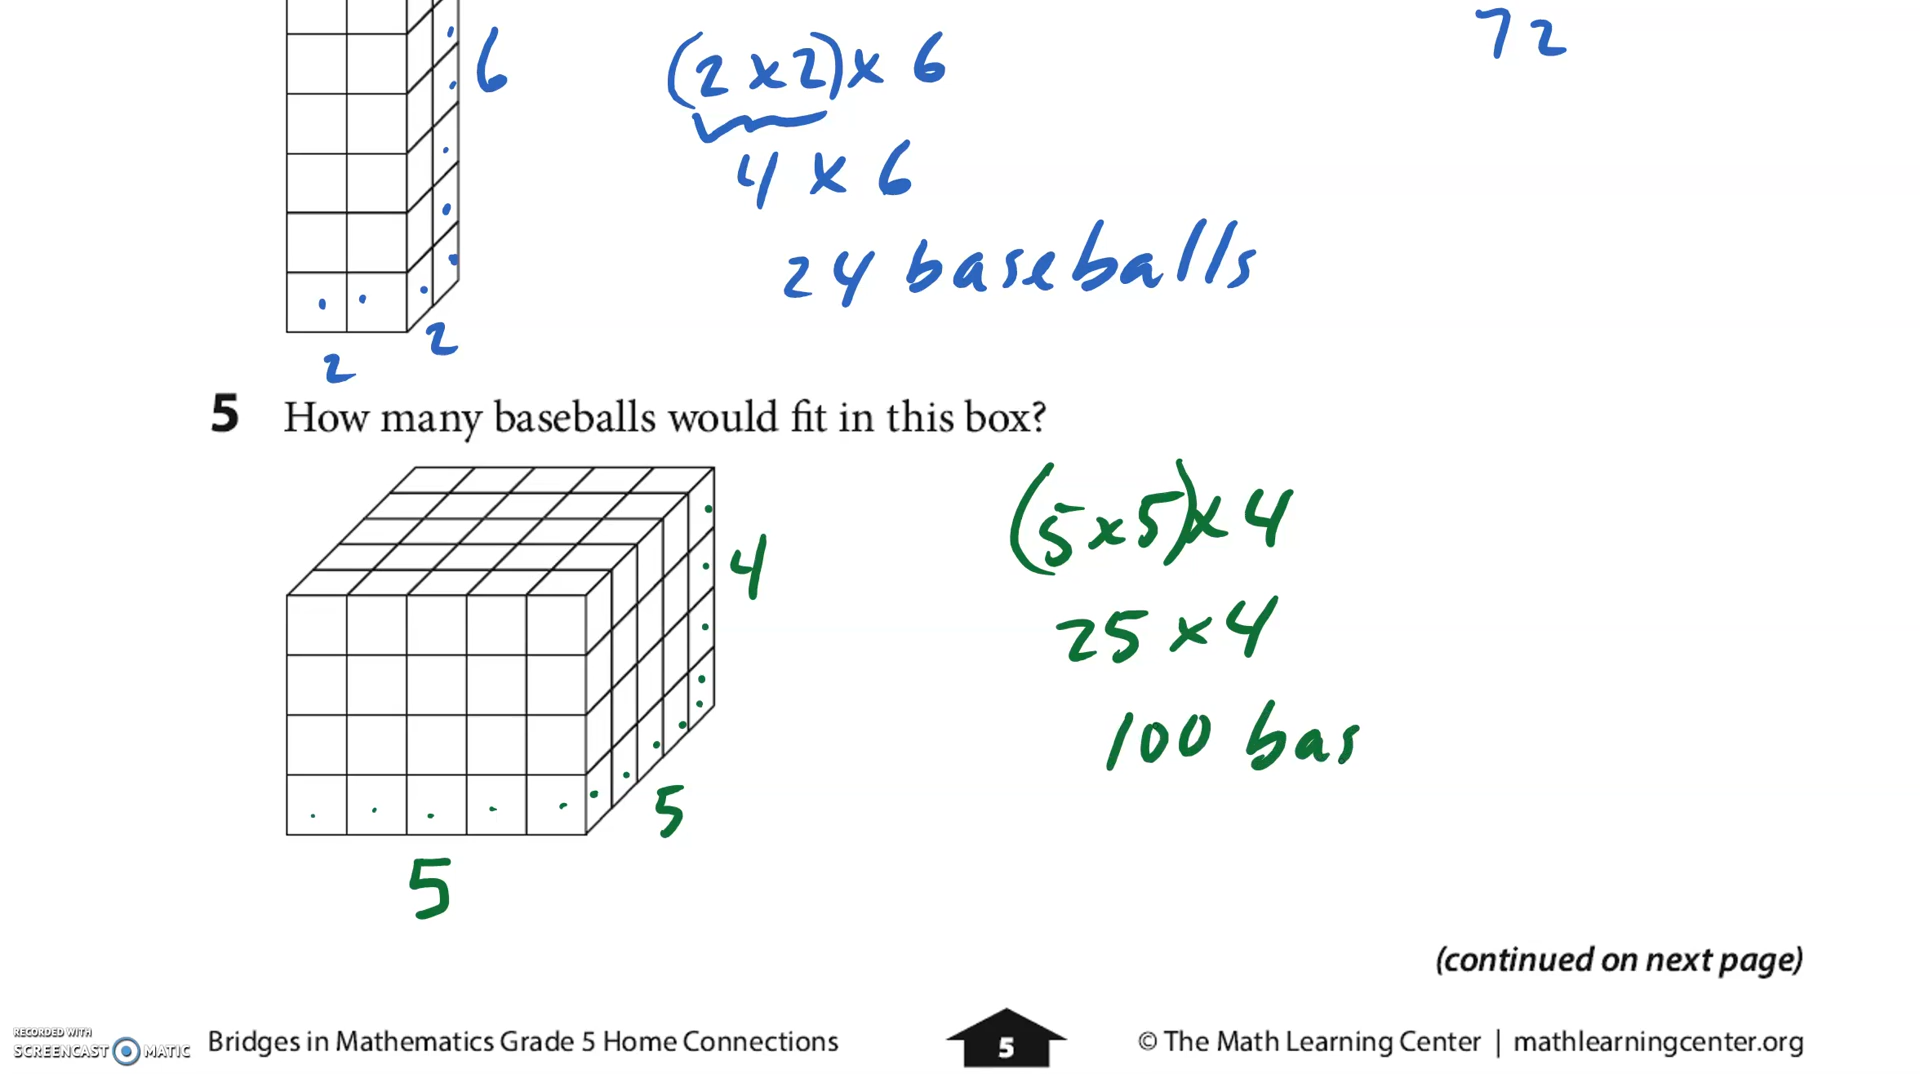 72
6
(2 x 2) x 6
4 x 6
24 baseballs
2
2
5 How many baseballs would fit in this box?
(5 x 5) x 4
4
25 x 4
100 bas
5
5
(continued on next page)
RECORDED WITH
SCREENCAST MATIC
Bridges in Mathematics Grade 5 Home Connections
5
© The Math Learning Center | mathlearningcenter.org